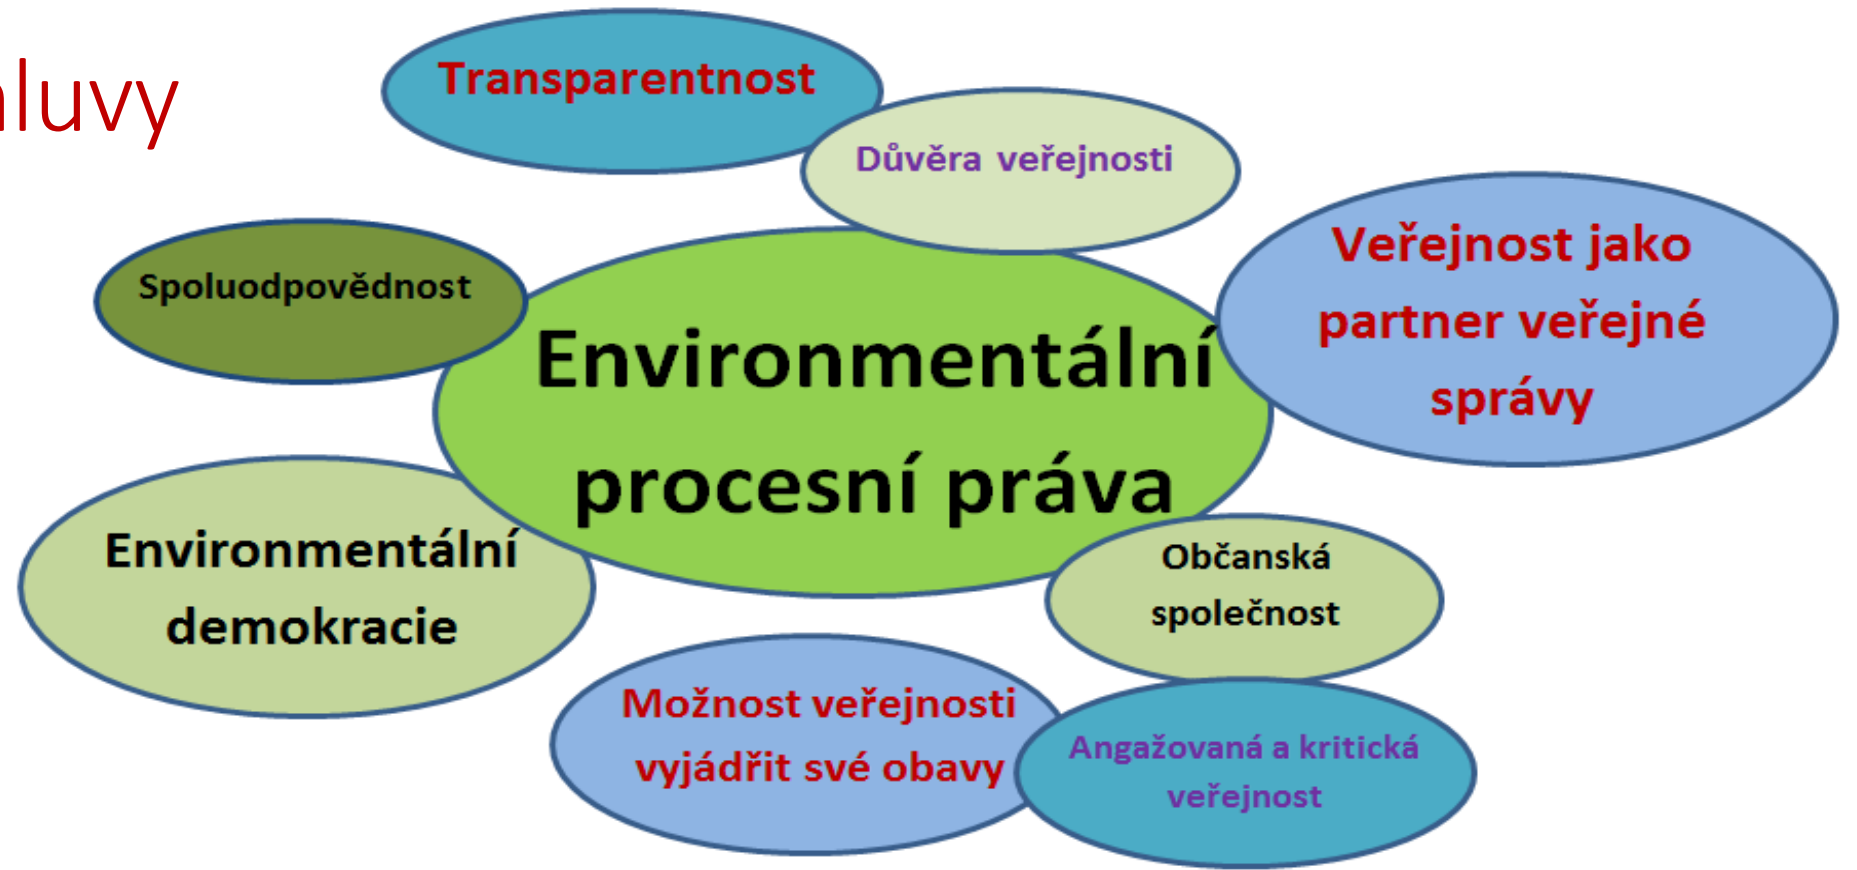 Transparentnost
Důvěra veřejnosti
Veřejnost jako
partner veřejné
správy
Spoluodpovědnost
Environmentální
procesní práva
Environmentální
demokracie
Občanská
společnost
Možnost veřejnosti
vyjádřit své obavy
Angažovaná a kritická
veřejnost